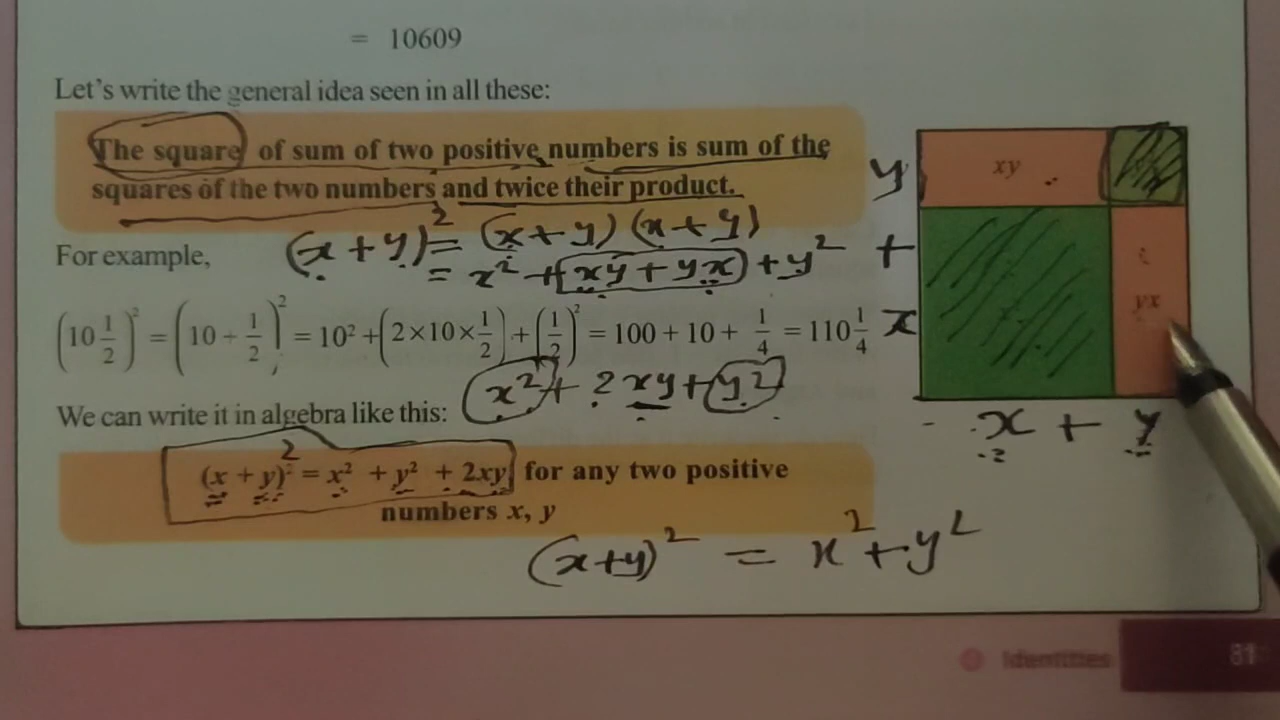 = 10609
Let's write the general idea seen in all these:
The square of sum of two positive numbers is sum of the
squares of the two numbers and twice their product.
(x + y)² = (x + y) (x + y)
= x² + xy + yx + y²
For example,
(10 1/2)² = (10 + 1/2)² = 10² + (2 × 10 × 1/2) + (1/2)² = 100 + 10 + 1/4 = 110 1/4
x² + 2xy + y²
We can write it in algebra like this:
(x + y)² = x² + y² + 2xy for any two positive
numbers x, y
(x+y)² = x² + y²
y
+
x
xy
yx
x + y
Identities
81